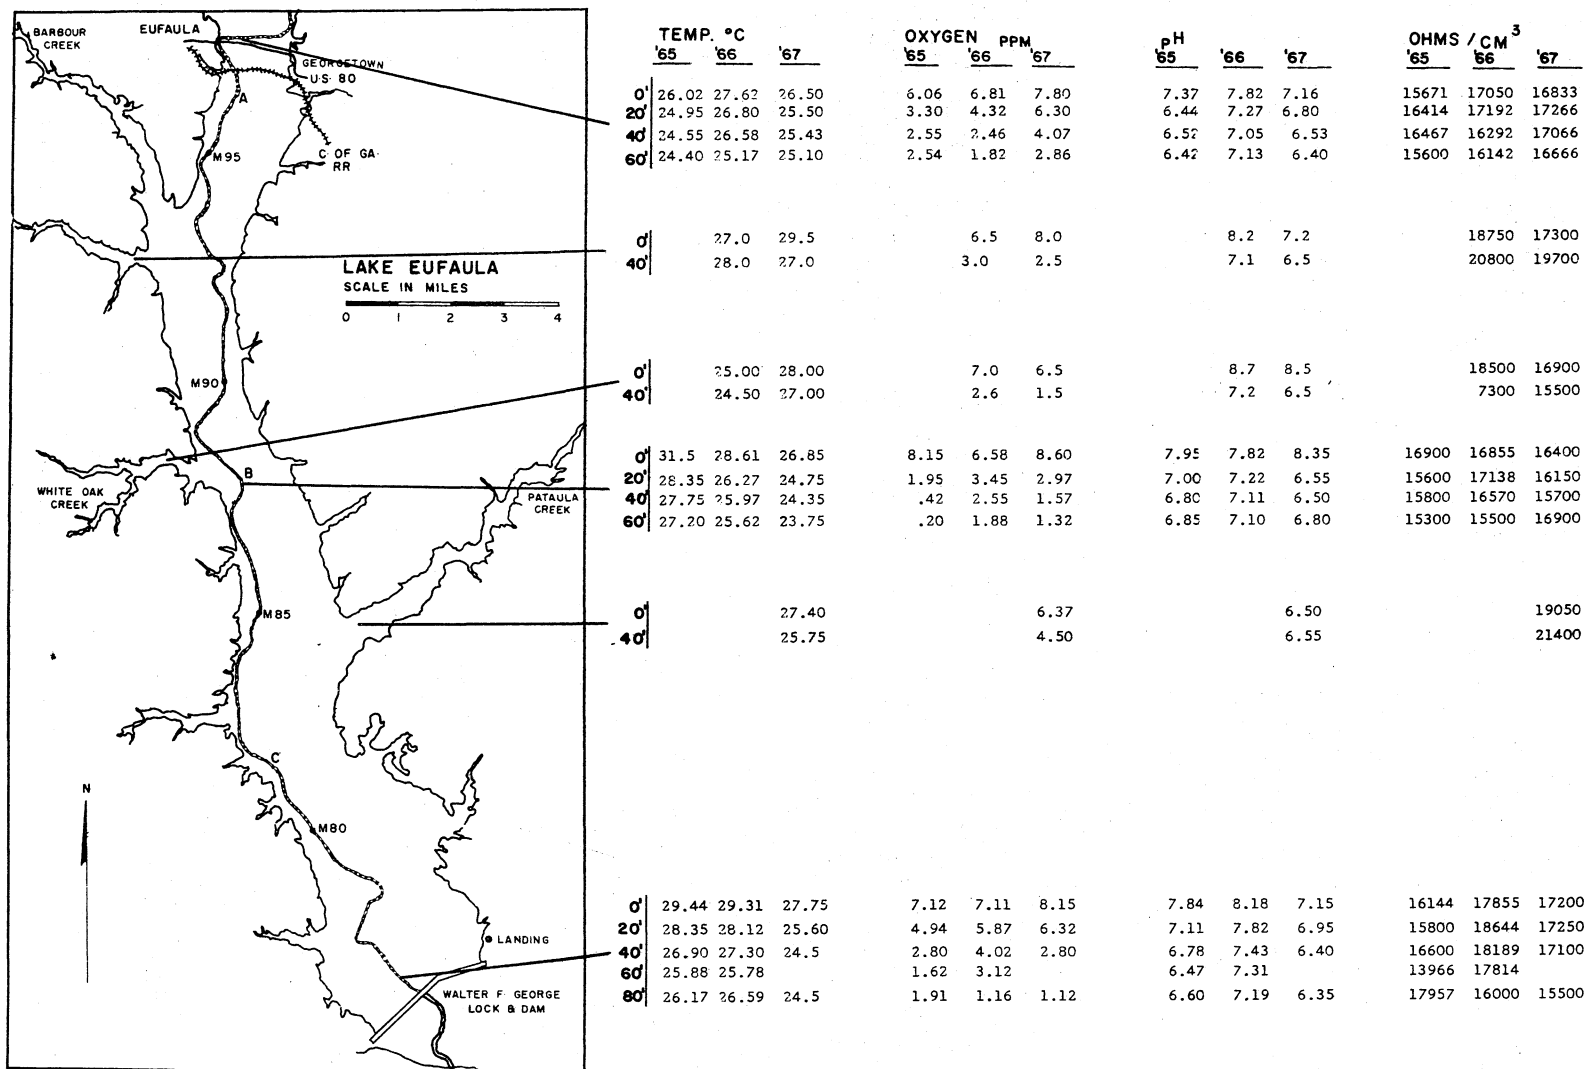 BARBOUR
CREEK
EUFAULA
GEORGETOWN
U·S· 80
A
C OF GA·
RR
M95
LAKE EUFAULA
SCALE IN MILES
0 1 2 3 4
M90
WHITE OAK
CREEK
B
PATAULA
CREEK
M85
C
N
M80
LANDING
WALTER F· GEORGE
LOCK & DAM
TEMP. °C OXYGEN PPM PH OHMS / CM3
'65 '66 '67 '65 '66 '67 '65 '66 '67 '65 '66 '67
0' 26.02 27.62 26.50 6.06 6.81 7.80 7.37 7.82 7.16 15671 17050 16833
20' 24.95 26.80 25.50 3.30 4.32 6.30 6.44 7.27 6.80 16414 17192 17266
40' 24.55 26.58 25.43 2.55 2.46 4.07 6.52 7.05 6.53 16467 16292 17066
60' 24.40 25.17 25.10 2.54 1.82 2.86 6.42 7.13 6.40 15600 16142 16666
0' 27.0 29.5 6.5 8.0 8.2 7.2 18750 17300
40' 28.0 27.0 3.0 2.5 7.1 6.5 20800 19700
0' 25.00 28.00 7.0 6.5 8.7 8.5 18500 16900
40' 24.50 27.00 2.6 1.5 7.2 6.5 7300 15500
0' 31.5 28.61 26.85 8.15 6.58 8.60 7.95 7.82 8.35 16900 16855 16400
20' 28.35 26.27 24.75 1.95 3.45 2.97 7.00 7.22 6.55 15600 17138 16150
40' 27.75 25.97 24.35 .42 2.55 1.57 6.80 7.11 6.50 15800 16570 15700
60' 27.20 25.62 23.75 .20 1.88 1.32 6.85 7.10 6.80 15300 15500 16900
0' 27.40 6.37 6.50 19050
40' 25.75 4.50 6.55 21400
0' 29.44 29.31 27.75 7.12 7.11 8.15 7.84 8.18 7.15 16144 17855 17200
20' 28.35 28.12 25.60 4.94 5.87 6.32 7.11 7.82 6.95 15800 18644 17250
40' 26.90 27.30 24.5 2.80 4.02 2.80 6.78 7.43 6.40 16600 18189 17100
60' 25.88 25.78 1.62 3.12 6.47 7.31 13966 17814
80' 26.17 26.59 24.5 1.91 1.16 1.12 6.60 7.19 6.35 17957 16000 15500